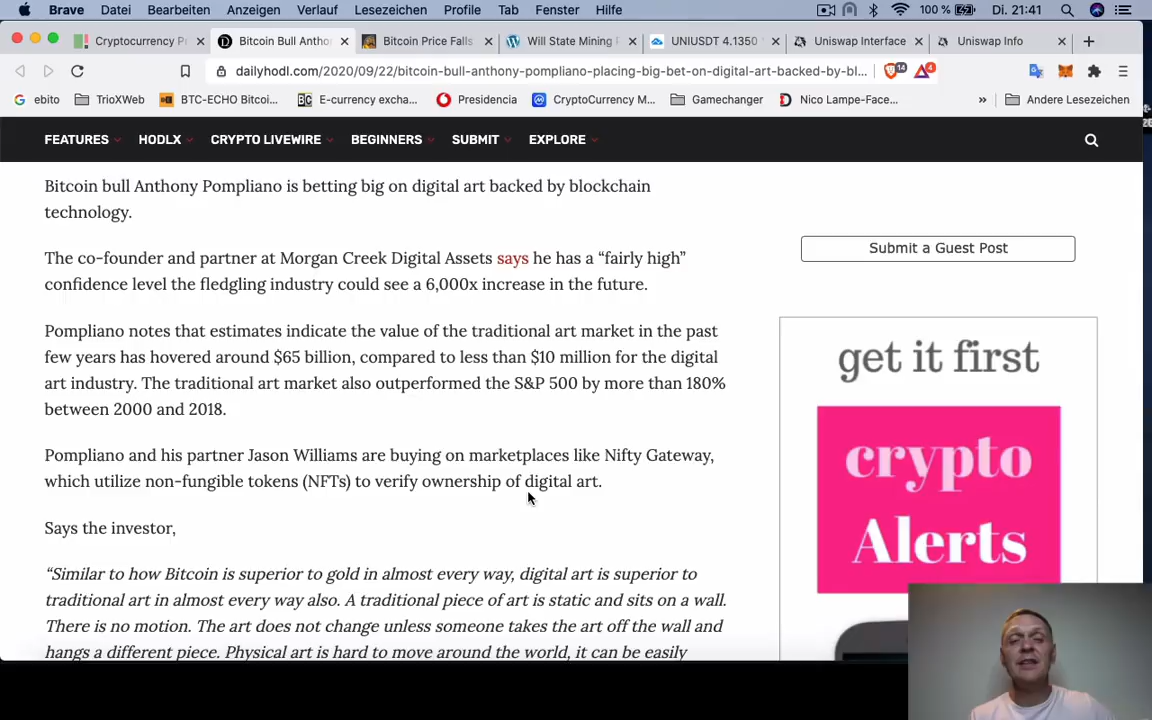 Brave Datei Bearbeiten Anzeigen Verlauf Lesezeichen Profile Tab Fenster Hilfe 100 % Di. 21:41
Cryptocurrency P Bitcoin Bull Antho Bitcoin Price Falls Will State Mining UNIUSDT 4.1350 Uniswap Interface Uniswap Info
dailyhodl.com/2020/09/22/bitcoin-bull-anthony-pompliano-placing-big-bet-on-digital-art-backed-by-bl... 14 4
ebito TrioXWeb BTC-ECHO Bitcoi... E-currency excha... Presidencia CryptoCurrency M... Gamechanger Nico Lampe-Face... » Andere Lesezeichen
FEATURES HODLX CRYPTO LIVEWIRE BEGINNERS SUBMIT EXPLORE
Bitcoin bull Anthony Pompliano is betting big on digital art backed by blockchain
technology.
The co-founder and partner at Morgan Creek Digital Assets says he has a “fairly high”
confidence level the fledgling industry could see a 6,000x increase in the future.
Pompliano notes that estimates indicate the value of the traditional art market in the past
few years has hovered around $65 billion, compared to less than $10 million for the digital
art industry. The traditional art market also outperformed the S&P 500 by more than 180%
between 2000 and 2018.
Pompliano and his partner Jason Williams are buying on marketplaces like Nifty Gateway,
which utilize non-fungible tokens (NFTs) to verify ownership of digital art.
Says the investor,
“Similar to how Bitcoin is superior to gold in almost every way, digital art is superior to
traditional art in almost every way also. A traditional piece of art is static and sits on a wall.
There is no motion. The art does not change unless someone takes the art off the wall and
hangs a different piece. Physical art is hard to move around the world, it can be easily
Submit a Guest Post
get it first
crypto
Alerts